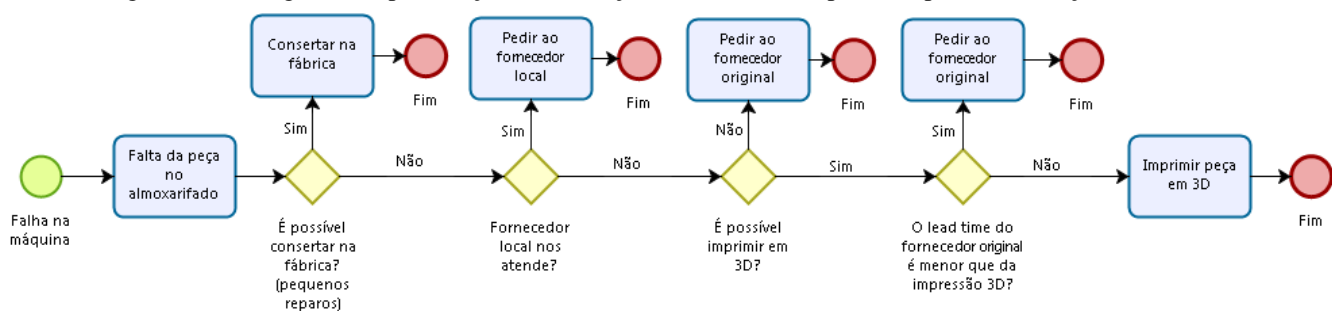 Consertar na
fábrica
Fim
Pedir ao
fornecedor
local
Fim
Pedir ao
fornecedor
original
Fim
Pedir ao
fornecedor
original
Fim
Sim
Sim
Não
Sim
Falha na
máquina
Falta da peça
no
almoxarifado
Não
Não
Sim
Não
Imprimir peça
em 3D
Fim
É possível
consertar na
fábrica?
(pequenos
reparos)
Fornecedor
local nos
atende?
É possível
imprimir em
3D?
O lead time do
fornecedor original
é menor que da
impressão 3D?